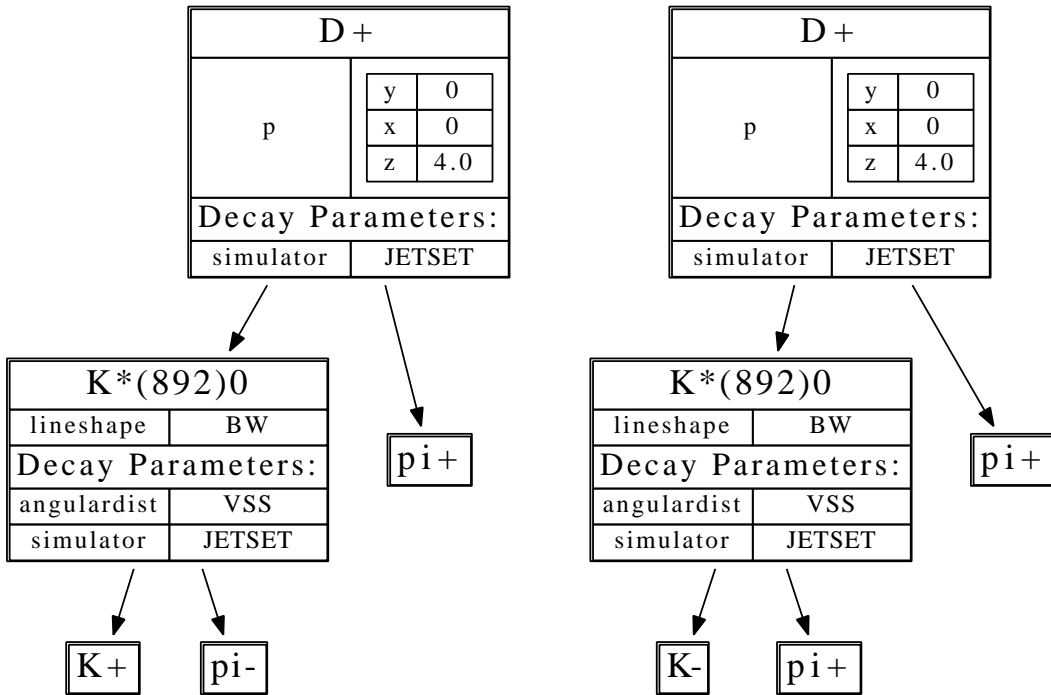 D+
p
y 0
x 0
z 4.0
Decay Parameters:
simulator JETSET
K*(892)0
lineshape BW
Decay Parameters:
angulardist VSS
simulator JETSET
pi+
K+
pi-
D+
p
y 0
x 0
z 4.0
Decay Parameters:
simulator JETSET
K*(892)0
lineshape BW
Decay Parameters:
angulardist VSS
simulator JETSET
pi+
K-
pi+